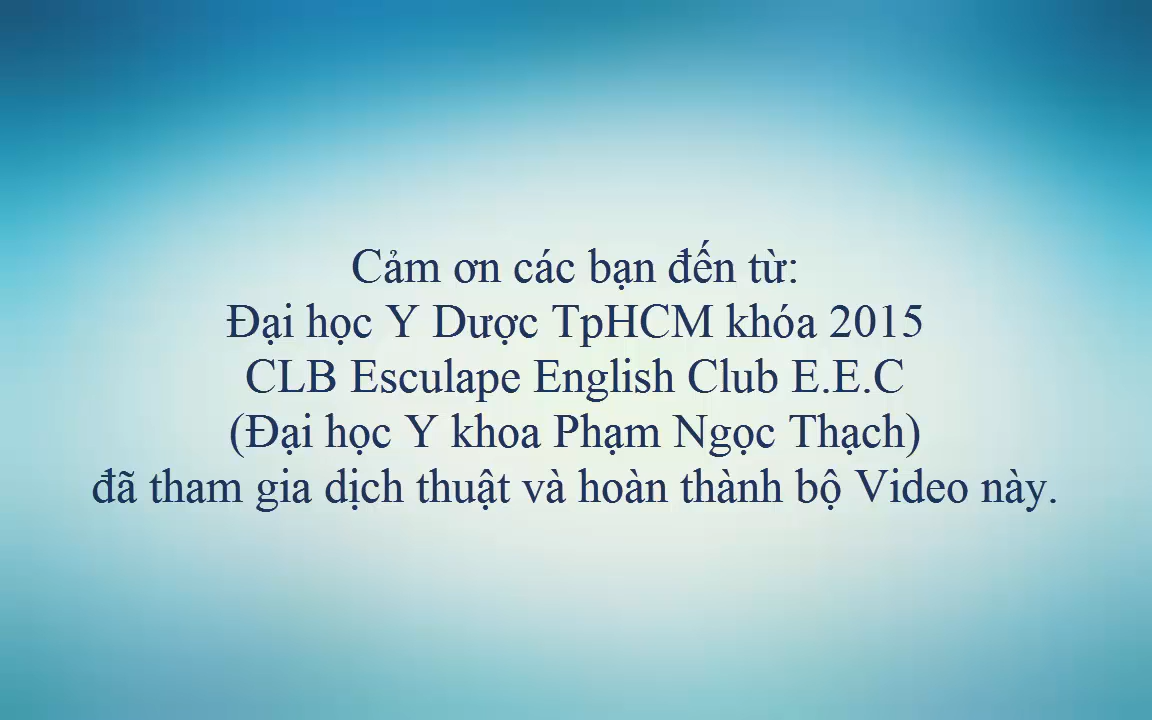 Cảm ơn các bạn đến từ:
Đại học Y Dược TpHCM khóa 2015
CLB Esculape English Club E.E.C
(Đại học Y khoa Phạm Ngọc Thạch)
đã tham gia dịch thuật và hoàn thành bộ Video này.